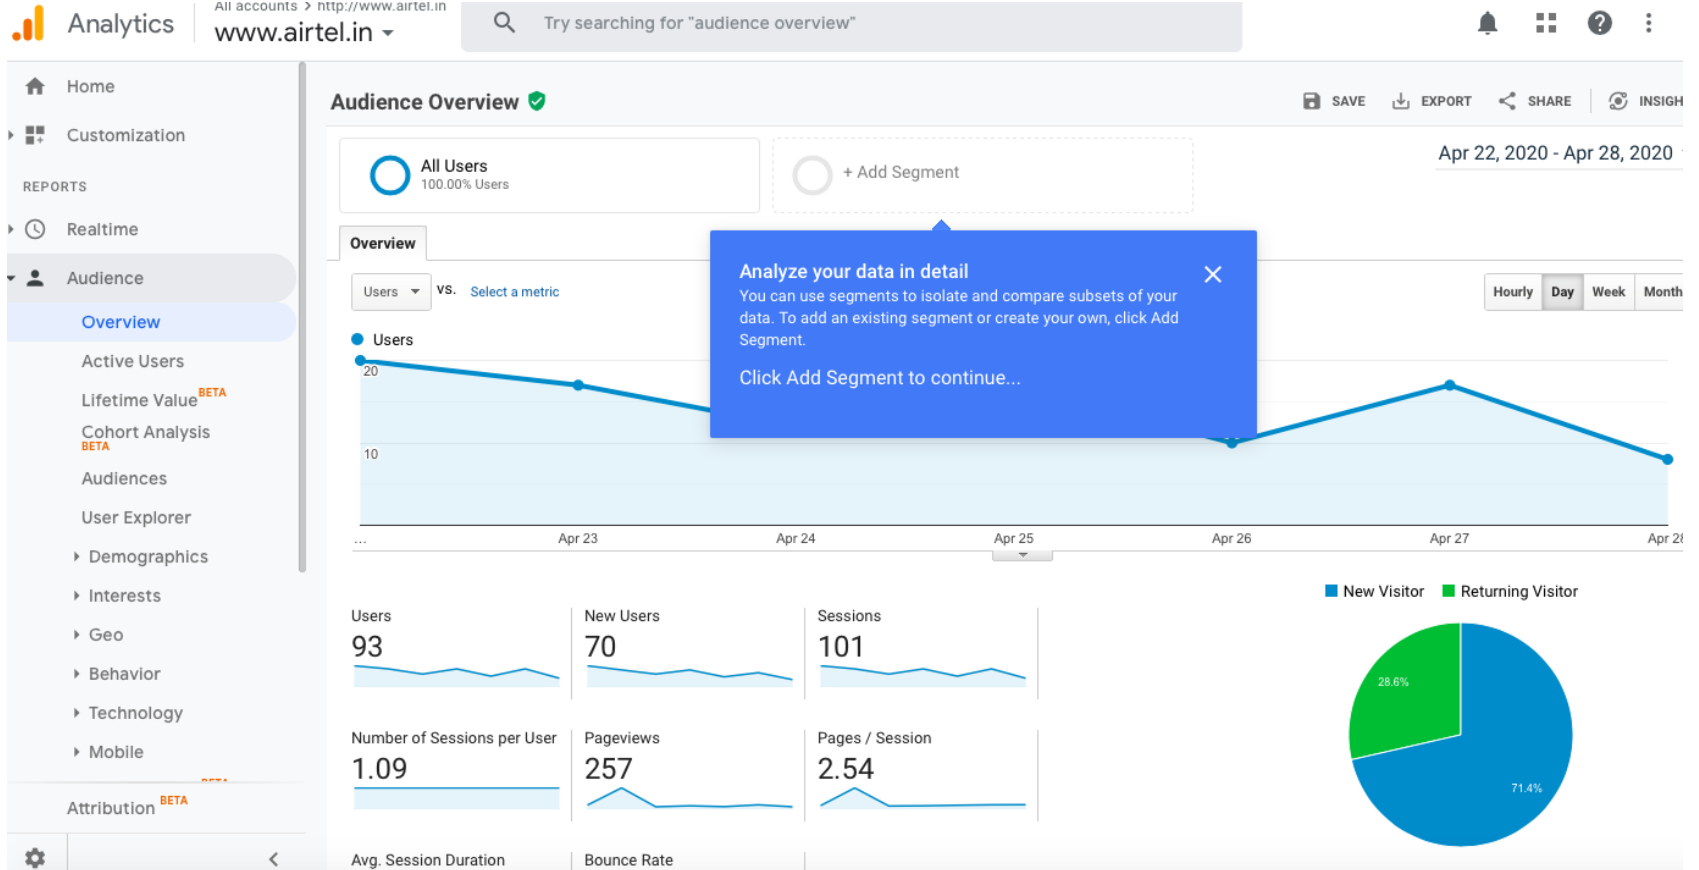 All accounts > http://www.airtel.in
Analytics
www.airtel.in
Try searching for "audience overview"
Home
Customization
REPORTS
Realtime
Audience
Overview
Active Users
Lifetime Value BETA
Cohort Analysis
BETA
Audiences
User Explorer
Demographics
Interests
Geo
Behavior
Technology
Mobile
BETA
Attribution BETA
Audience Overview
SAVE EXPORT SHARE INSIGH
Apr 22, 2020 - Apr 28, 2020
All Users
100.00% Users
+ Add Segment
Overview
Users VS. Select a metric
Hourly Day Week Month
Analyze your data in detail
You can use segments to isolate and compare subsets of your
data. To add an existing segment or create your own, click Add
Segment.
Click Add Segment to continue...
Users
20
10
... Apr 23 Apr 24 Apr 25 Apr 26 Apr 27 Apr 28
New Visitor Returning Visitor
Users
93
New Users
70
Sessions
101
Number of Sessions per User
1.09
Pageviews
257
Pages / Session
2.54
28.6%
71.4%
Avg. Session Duration
Bounce Rate